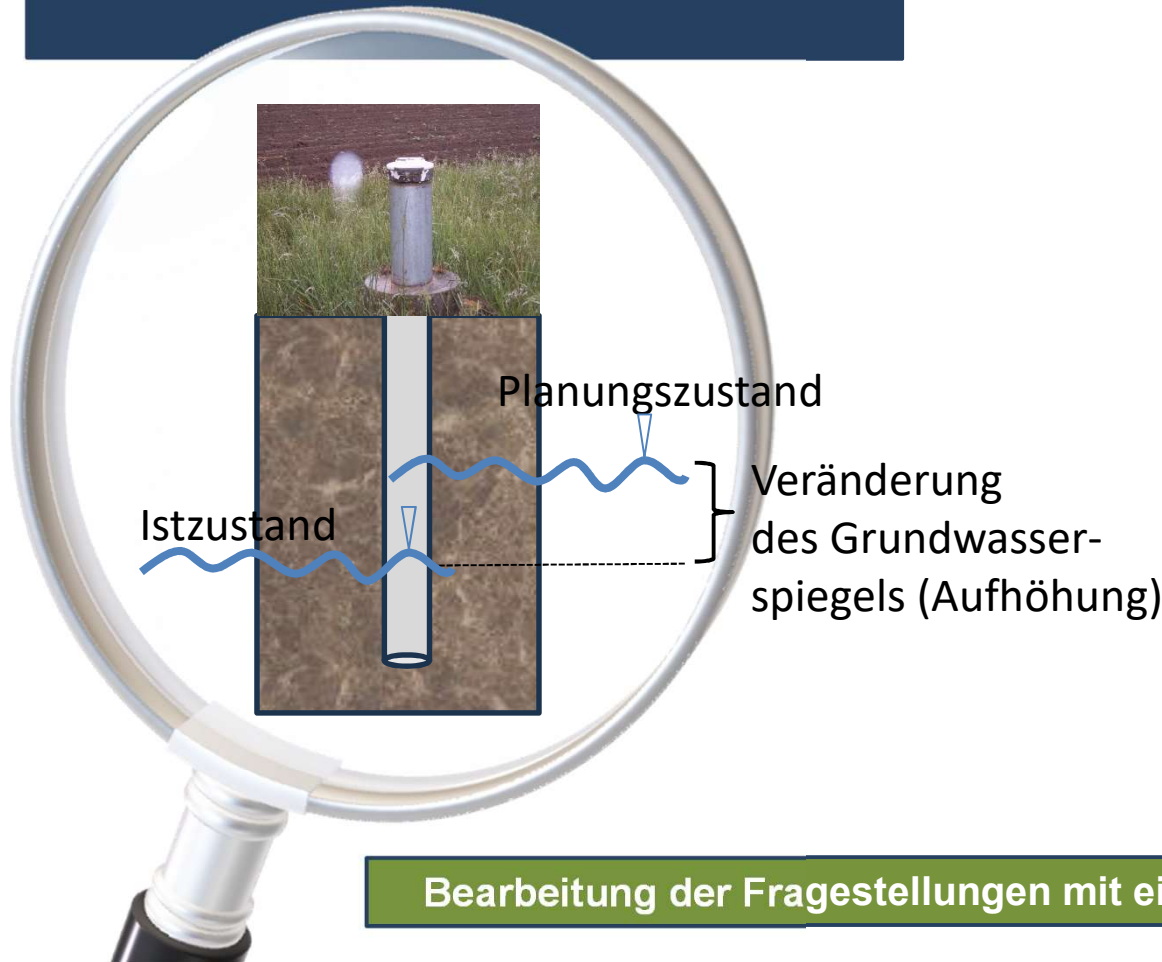 Planungszustand
Istzustand
Veränderung
des Grundwasser-
spiegels (Aufhöhung)
Bearbeitung der Fragestellungen mit ei